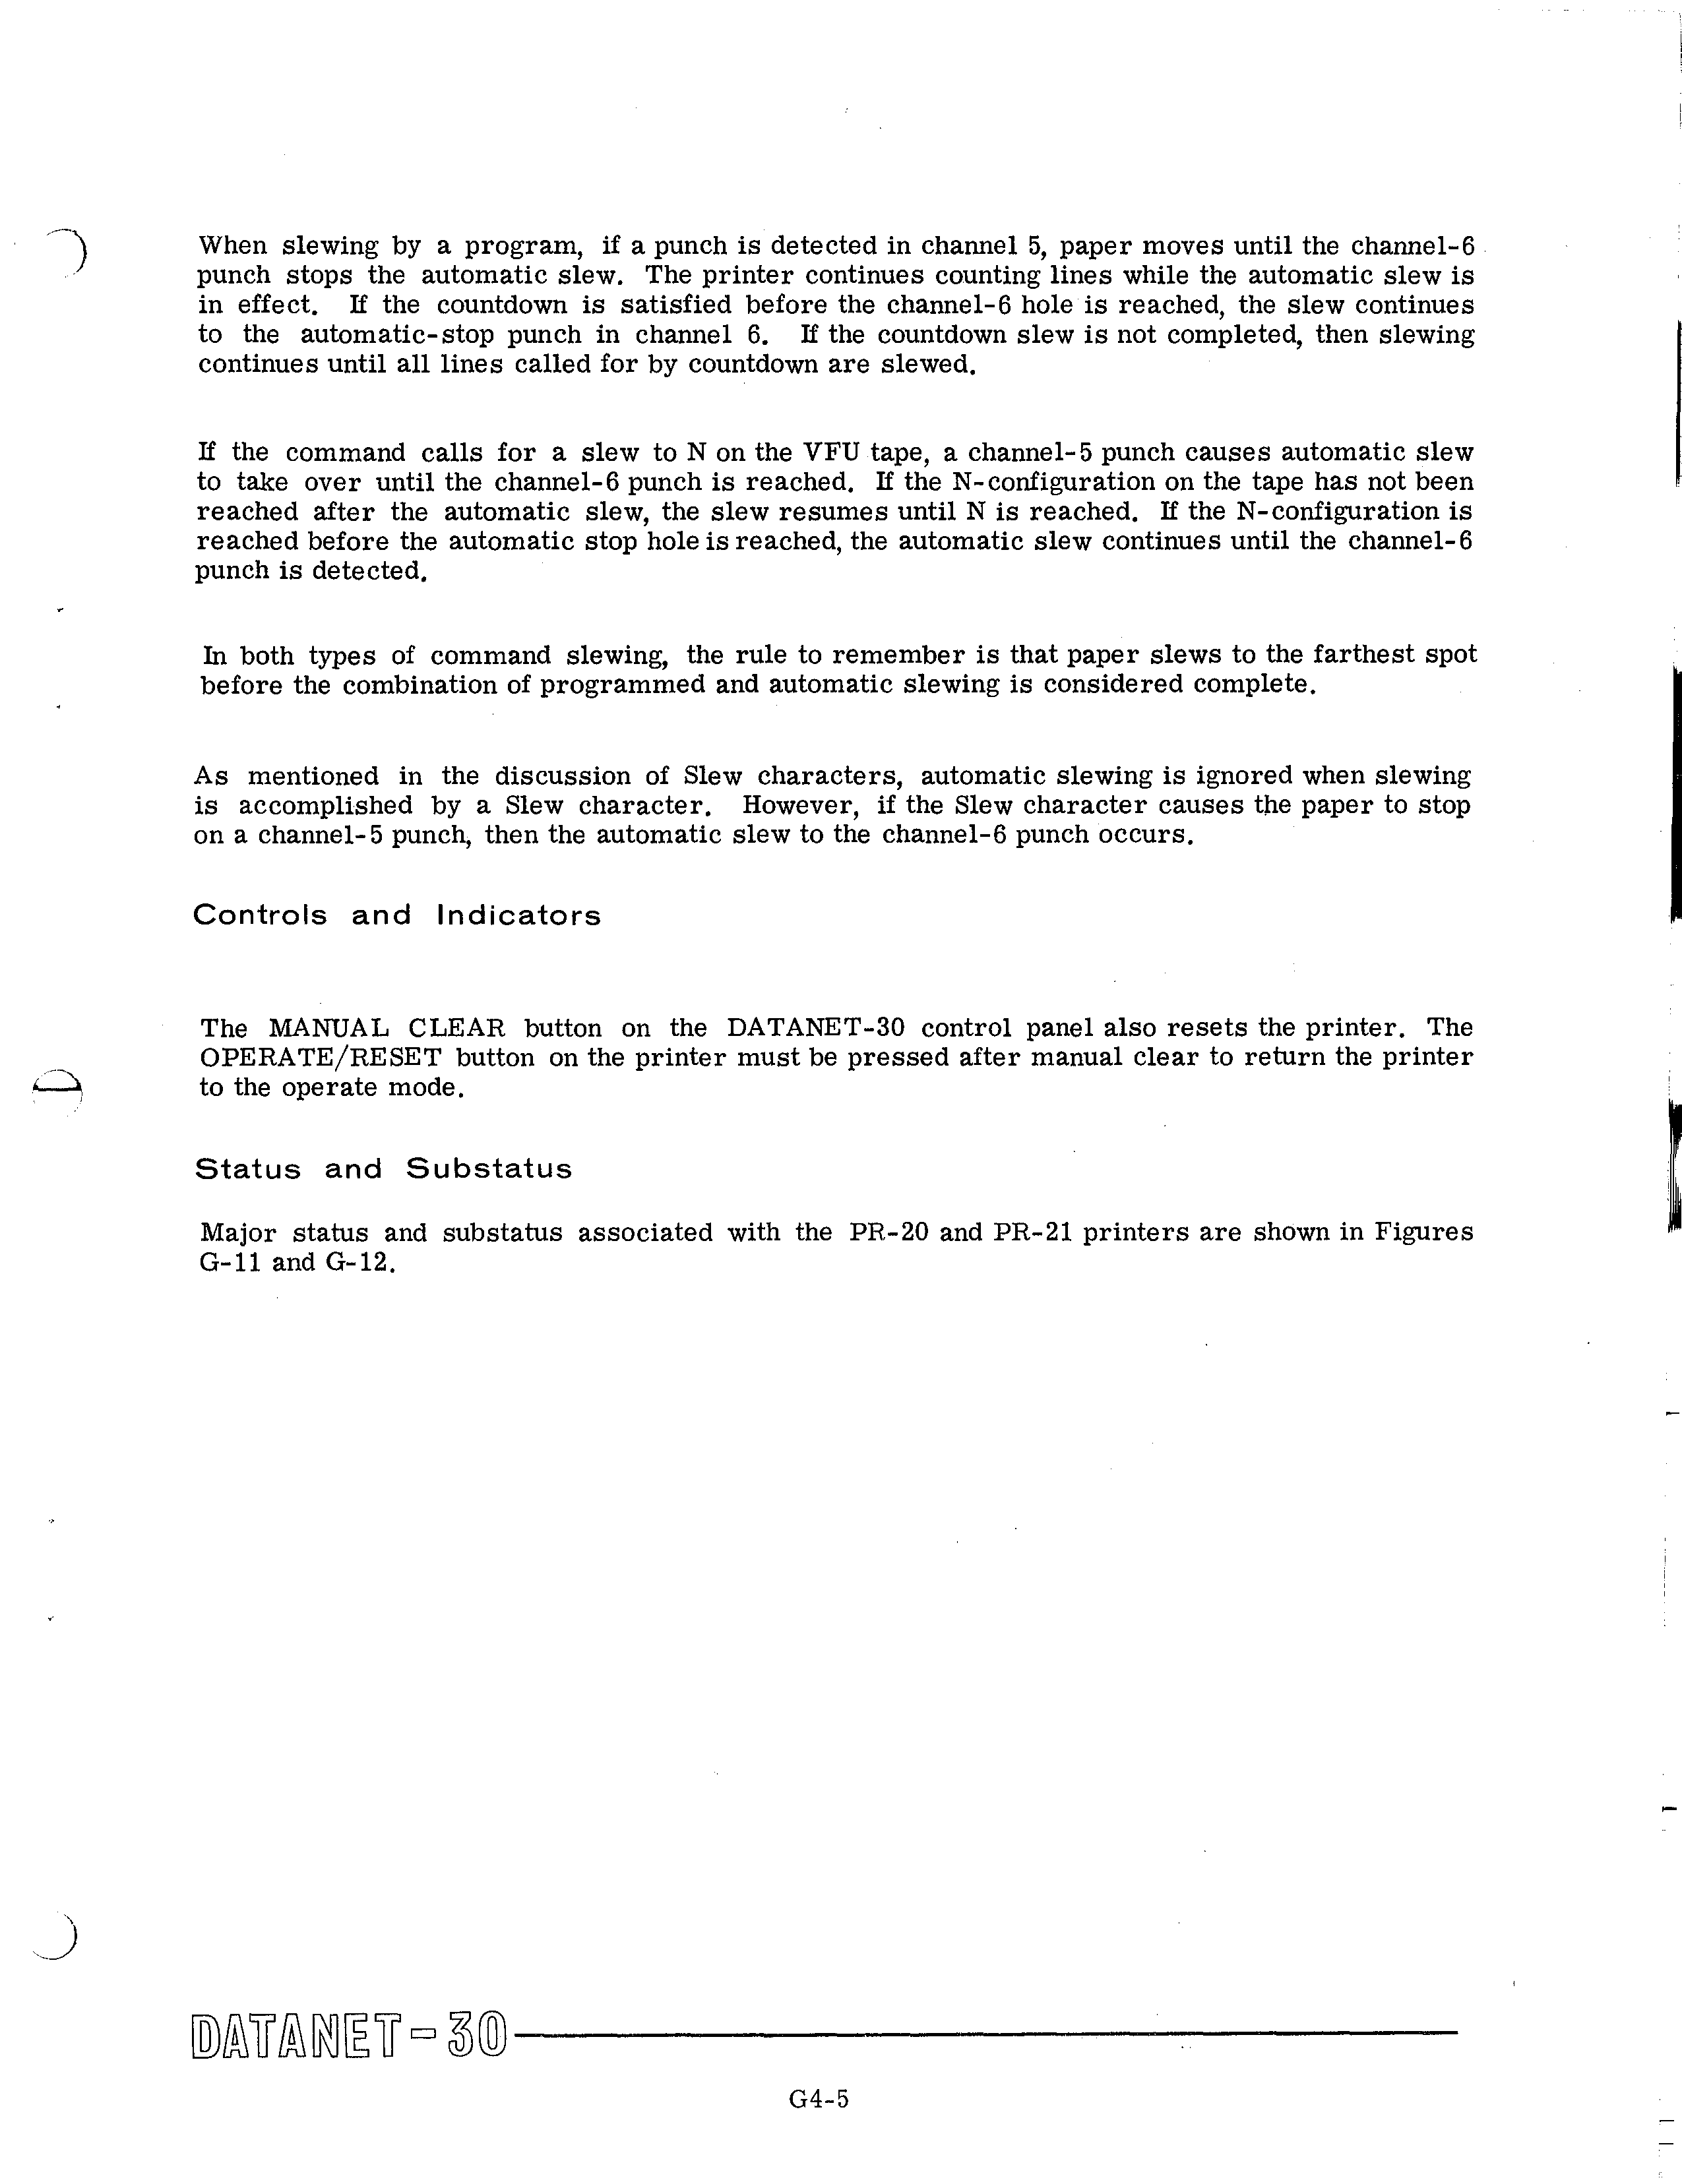 When slewing by a program, if a punch is detected in channel 5, paper moves until the channel-6
punch stops the automatic slew. The printer continues counting lines while the automatic slew is
in effect. If the countdown is satisfied before the channel-6 hole is reached, the slew continues
to the automatic-stop punch in channel 6. If the countdown slew is not completed, then slewing
continues until all lines called for by countdown are slewed.
If the command calls for a slew to N on the VFU tape, a channel-5 punch causes automatic slew
to take over until the channel-6 punch is reached. If the N-configuration on the tape has not been
reached after the automatic slew, the slew resumes until N is reached. If the N-configuration is
reached before the automatic stop hole is reached, the automatic slew continues until the channel-6
punch is detected.
In both types of command slewing, the rule to remember is that paper slews to the farthest spot
before the combination of programmed and automatic slewing is considered complete.
As mentioned in the discussion of Slew characters, automatic slewing is ignored when slewing
is accomplished by a Slew character. However, if the Slew character causes the paper to stop
on a channel-5 punch, then the automatic slew to the channel-6 punch occurs.
Controls and Indicators
The MANUAL CLEAR button on the DATANET-30 control panel also resets the printer. The
OPERATE/RESET button on the printer must be pressed after manual clear to return the printer
to the operate mode.
Status and Substatus
Major status and substatus associated with the PR-20 and PR-21 printers are shown in Figures
G-11 and G-12.
DATANET-30
G4-5